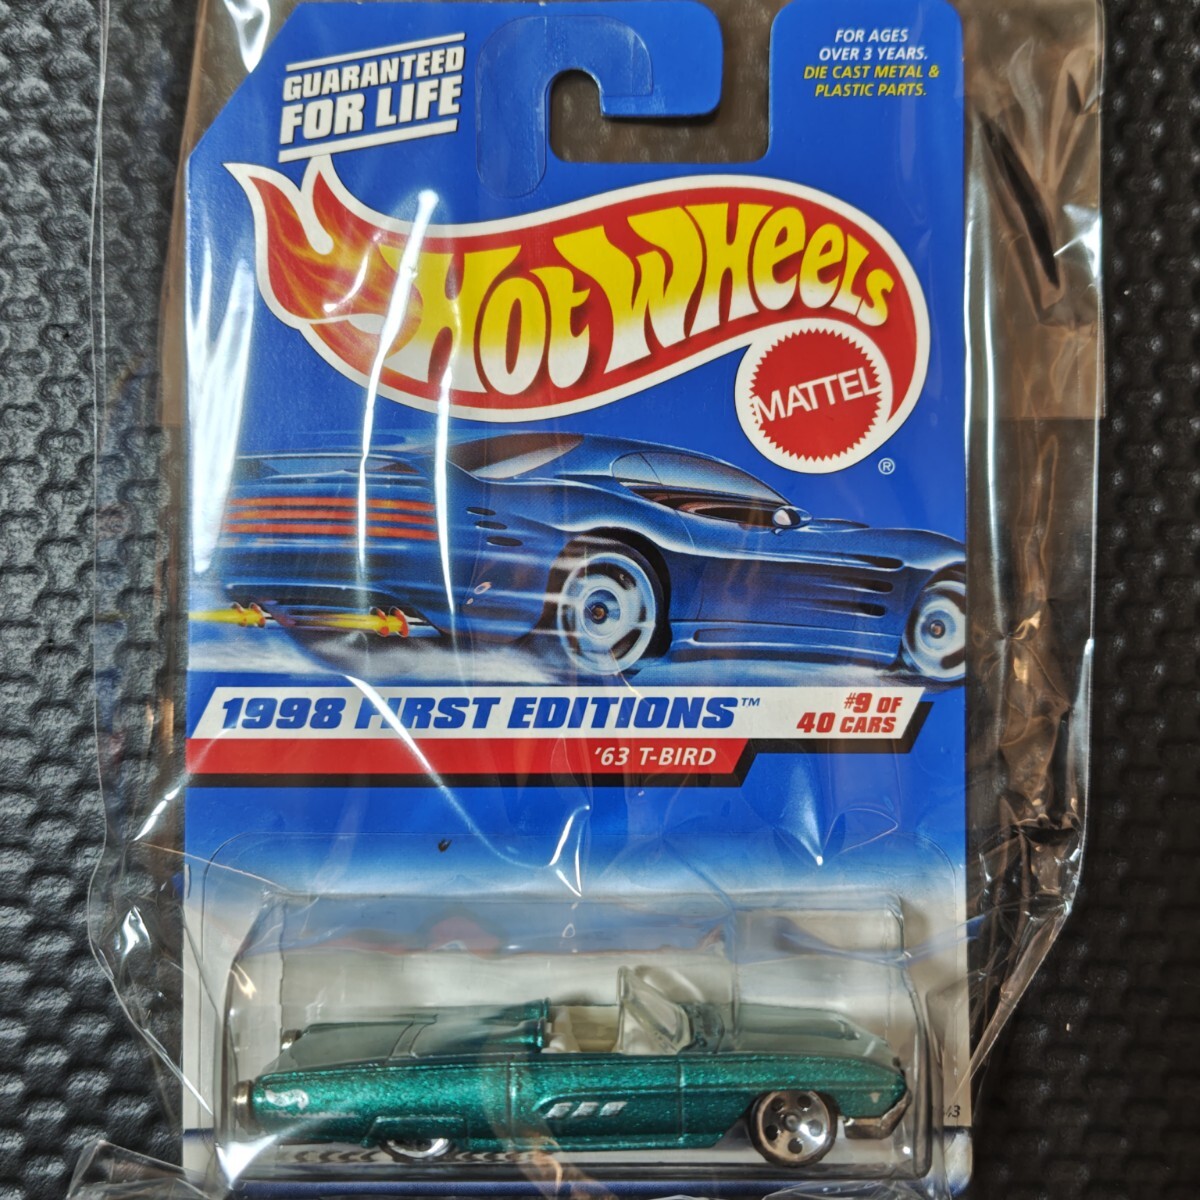 GUARANTEED
FOR LIFE
FOR AGES
OVER 3 YEARS.
DIE CAST METAL &
PLASTIC PARTS.
HOT WHEELS
MATTEL
®
1998 FIRST EDITIONS™
#9 OF
40 CARS
'63 T-BIRD